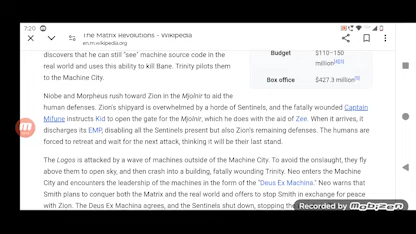 7:20
The Matrix Revolutions - Wikipedia
en.m.wikipedia.org
discovers that he can still "see" machine source code in the
real world and uses this ability to kill Bane. Trinity pilots them
to the Machine City.
Budget $110–150
million[4][5]
Box office $427.3 million[5]
Niobe and Morpheus rush toward Zion in the Mjolnir to aid the
human defenses. Zion's shipyard is overwhelmed by a horde of Sentinels, and the fatally wounded Captain
Mifune instructs Kid to open the gate for the Mjolnir, which he does with the aid of Zee. When it arrives, it
discharges its EMP, disabling all the Sentinels present but also Zion's remaining defenses. The humans are
forced to retreat and wait for the next attack, thinking it will be their last stand.
The Logos is attacked by a wave of machines outside of the Machine City. To avoid the onslaught, they fly
above them to open sky, and then crash into a building, fatally wounding Trinity. Neo enters the Machine
City and encounters the leadership of the machines in the form of the "Deus Ex Machina." Neo warns that
Smith plans to conquer both the Matrix and the real world and offers to stop Smith in exchange for peace
with Zion. The Deus Ex Machina agrees, and the Sentinels shut down, stopping the
Recorded by Mobizen